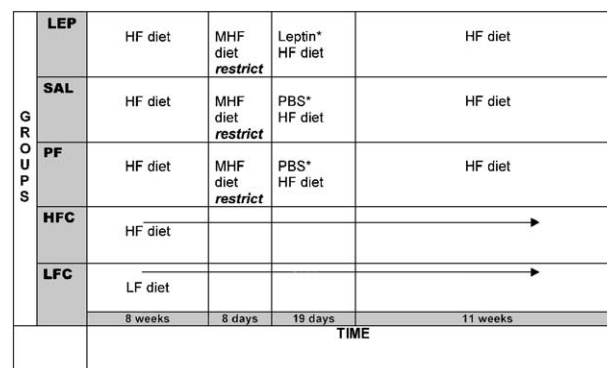 GROUPS
LEP
HF diet
MHF diet restrict
Leptin* HF diet
HF diet
SAL
HF diet
MHF diet restrict
PBS* HF diet
HF diet
PF
HF diet
MHF diet restrict
PBS* HF diet
HF diet
HFC
HF diet
LFC
LF diet
8 weeks
8 days
19 days
11 weeks
TIME